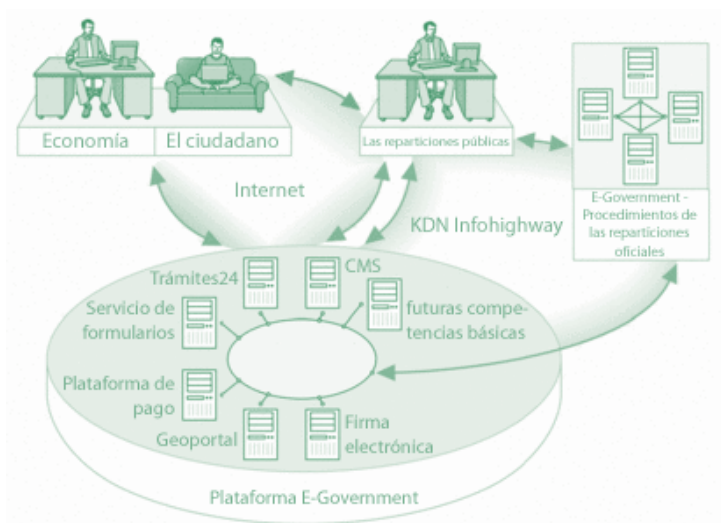 Economía
El ciudadano
Las reparticiones públicas
E-Government -
Procedimientos de
las reparticiones
oficiales
Internet
KDN Infohighway
Trámites24
CMS
Servicio de
formularios
futuras compe-
tencias básicas
Plataforma de
pago
Geoportal
Firma
electrónica
Plataforma E-Government